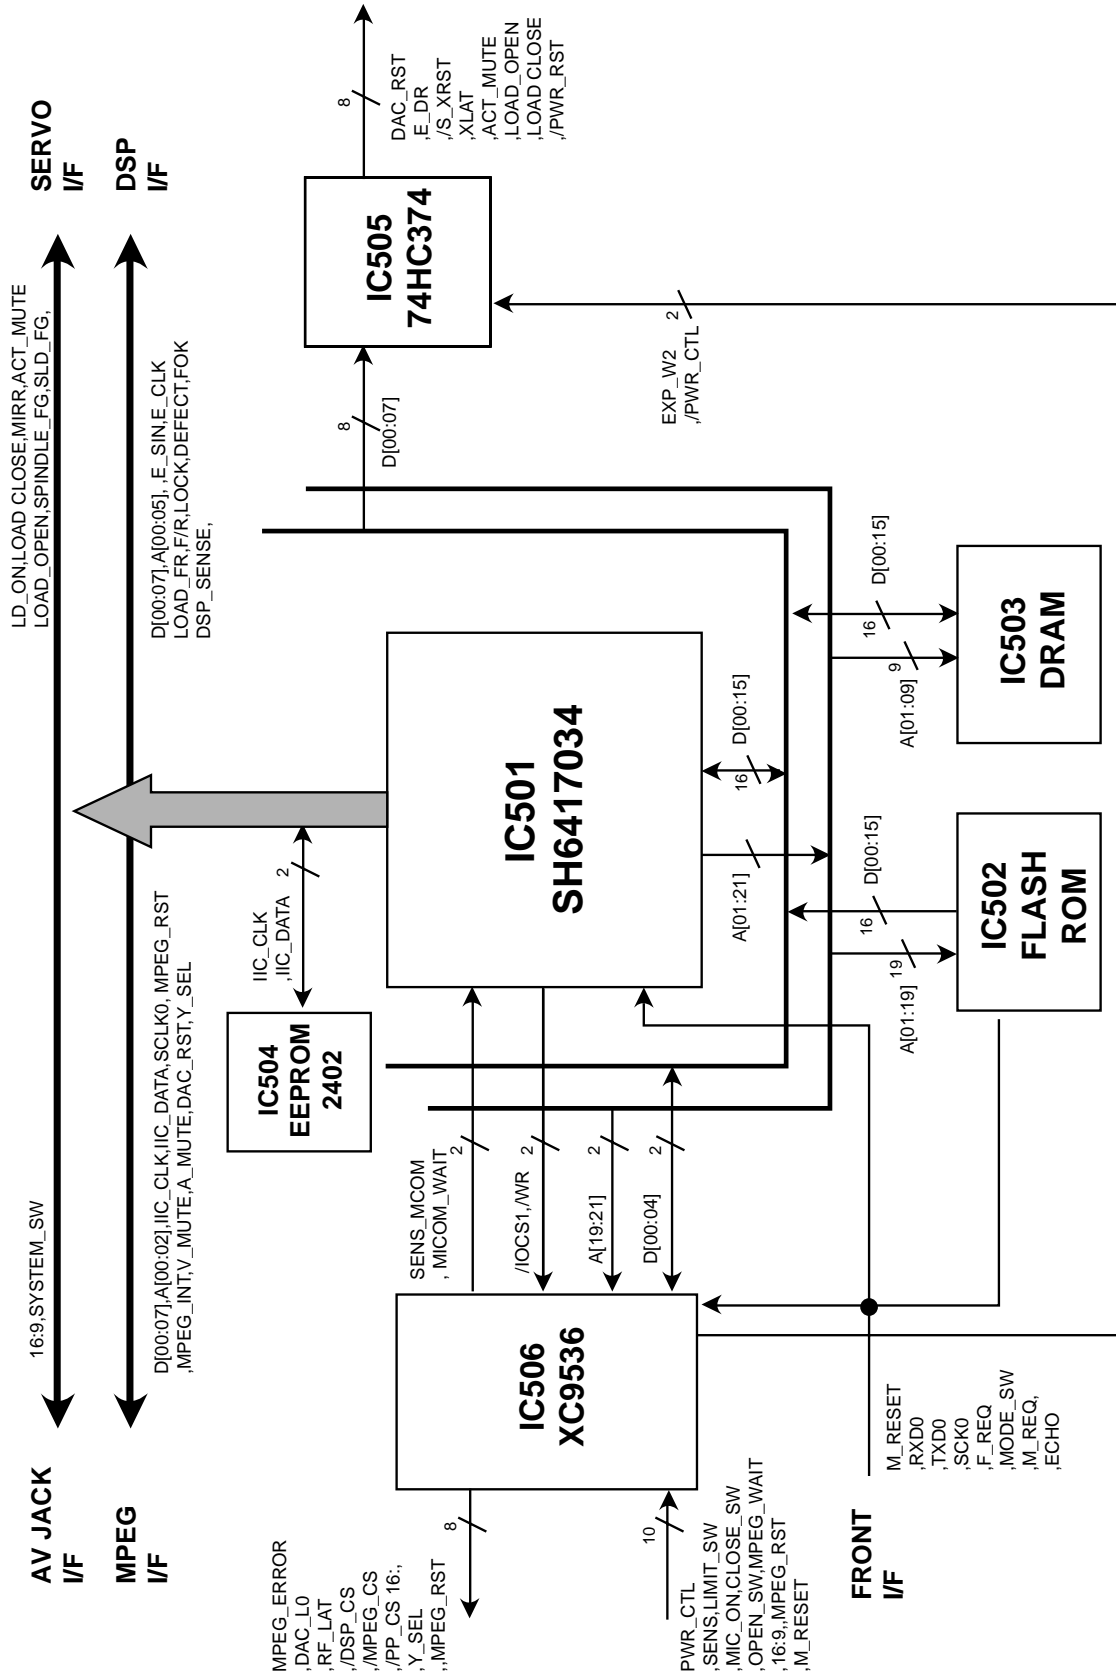 AV JACK
I/F
16:9,SYSTEM_SW
LD_ON,LOAD CLOSE,MIRR,ACT_MUTE
LOAD_OPEN,SPINDLE_FG,SLD_FG,
SERVO
I/F
MPEG
I/F
D[00:07],A[00:02],IIC_CLK,IIC_DATA,SCLK0, MPEG_RST
,MPEG_INT,V_MUTE,A_MUTE,DAC_RST,Y_SEL
D[00:07],A[00:05], ,E_SIN,E_CLK
LOAD_FR,F/R,LOCK,DEFECT,FOK
DSP_SENSE,
DSP
I/F
IC504
EEPROM
2402
IIC_CLK
,IIC_DATA
2
MPEG_ERROR
,DAC_L0
,RF_LAT
,/DSP_CS
,/MPEG_CS
,/PP_CS 16:,
,Y_SEL
,,MPEG_RST
8
IC506
XC9536
SENS_MCOM
, MICOM_WAIT
2
/IOCS1,/WR
2
A[19:21]
2
D[00:04]
2
IC501
SH6417034
A[01:21]
16
D[00:15]
8
D[00:07]
IC505
74HC374
8
DAC_RST
,E_DR
,/S_XRST
,XLAT
,ACT_MUTE
,LOAD_OPEN
,LOAD CLOSE
,/PWR_RST
EXP_W2
,/PWR_CTL
2
10
PWR_CTL
,SENS,LIMIT_SW
,MIC_ON,CLOSE_SW
,OPEN_SW,MPEG_WAIT
,16:9,,MPEG_RST
,M_RESET
FRONT
I/F
M_RESET
,RXD0
,TXD0
,SCK0
,F_REQ
,MODE_SW
,M_REQ,
,ECHO
A[01:19]
19
16
D[00:15]
IC502
FLASH
ROM
A[01:09]
9
16
D[00:15]
IC503
DRAM